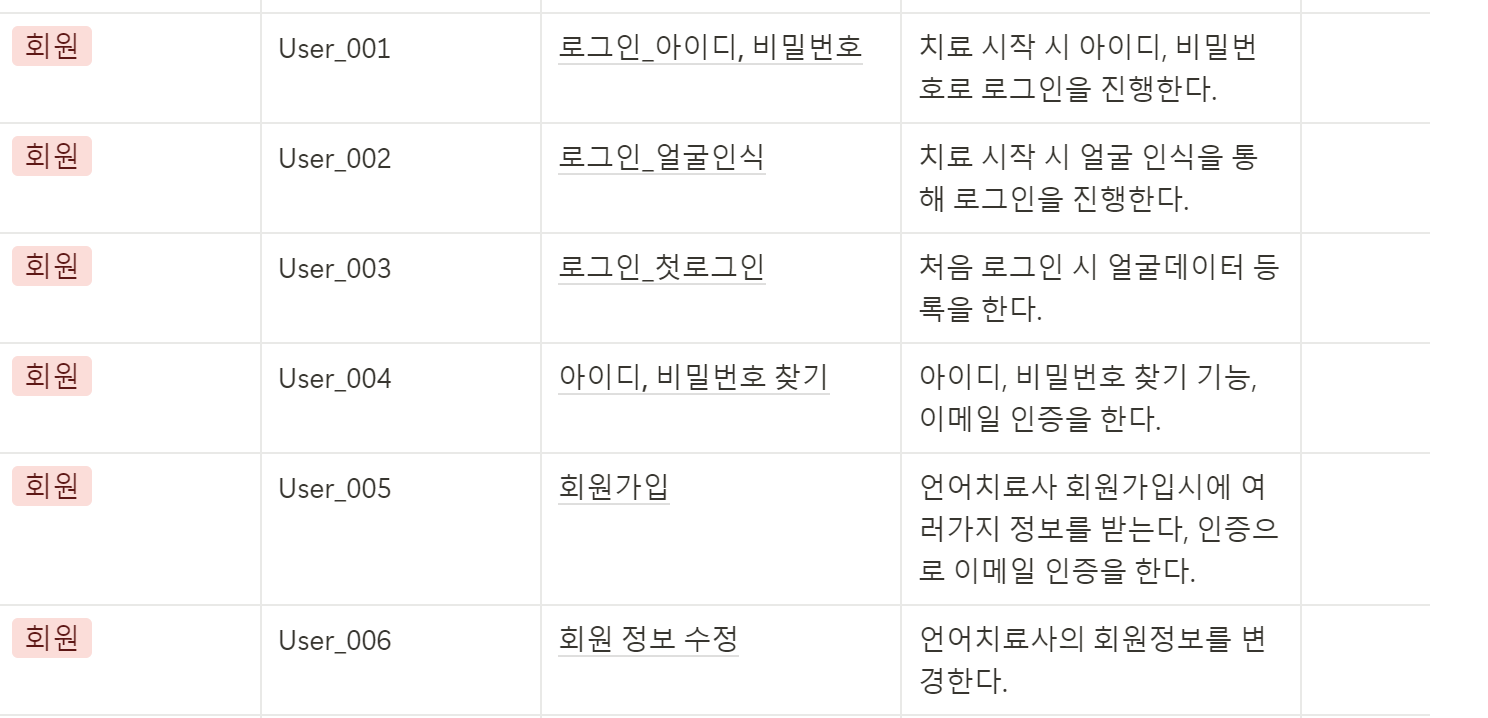 회원 User_001 로그인_아이디, 비밀번호 치료 시작 시 아이디, 비밀번
호로 로그인을 진행한다.
회원 User_002 로그인_얼굴인식 치료 시작 시 얼굴 인식을 통
해 로그인을 진행한다.
회원 User_003 로그인_첫로그인 처음 로그인 시 얼굴데이터 등
록을 한다.
회원 User_004 아이디, 비밀번호 찾기 아이디, 비밀번호 찾기 기능,
이메일 인증을 한다.
회원 User_005 회원가입 언어치료사 회원가입시에 여
러가지 정보를 받는다, 인증으
로 이메일 인증을 한다.
회원 User_006 회원 정보 수정 언어치료사의 회원정보를 변
경한다.